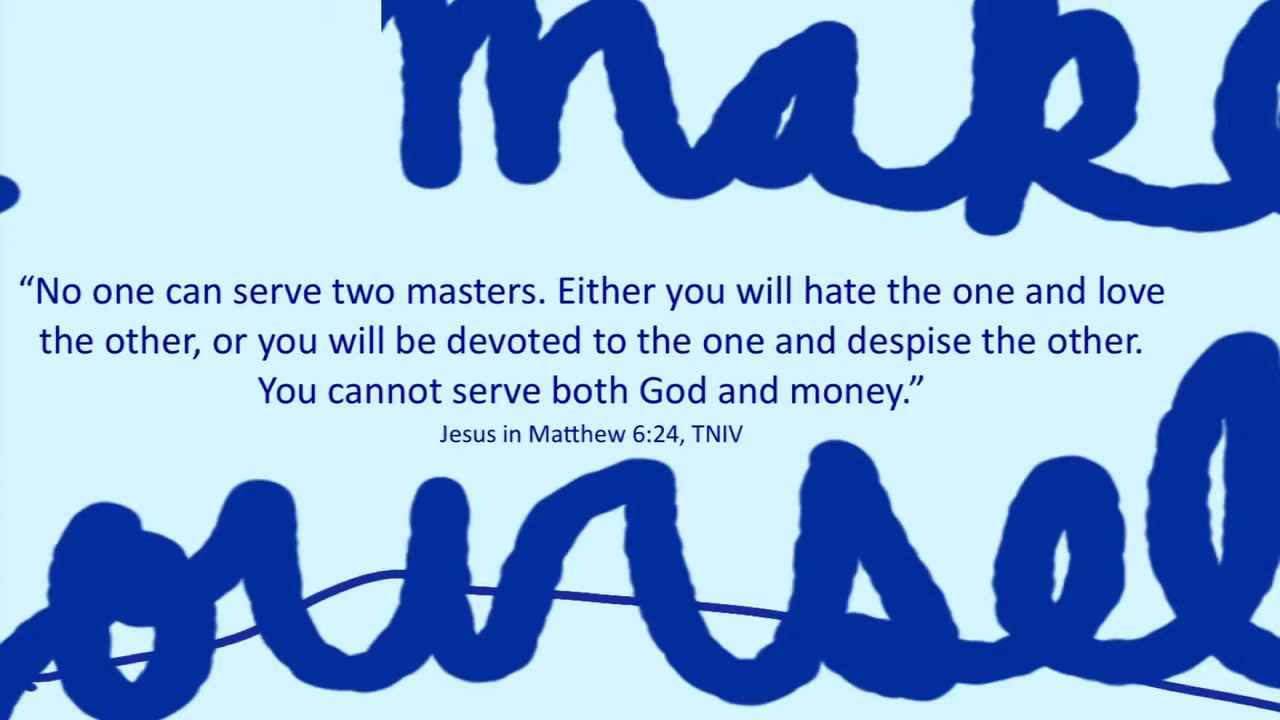 make
“No one can serve two masters. Either you will hate the one and love
the other, or you will be devoted to the one and despise the other.
You cannot serve both God and money.”
Jesus in Matthew 6:24, TNIV
oursel